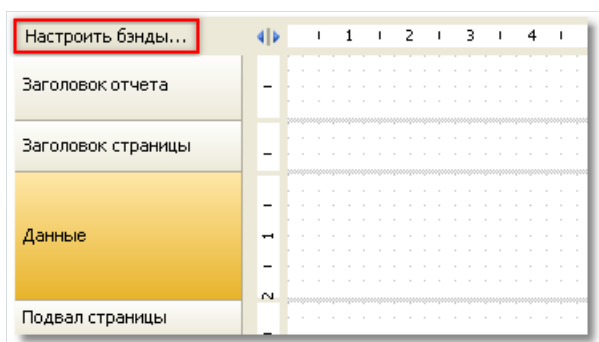 Настроить бэнды...
1 2 3 4
Заголовок отчета
Заголовок страницы
Данные
1
2
Подвал страницы